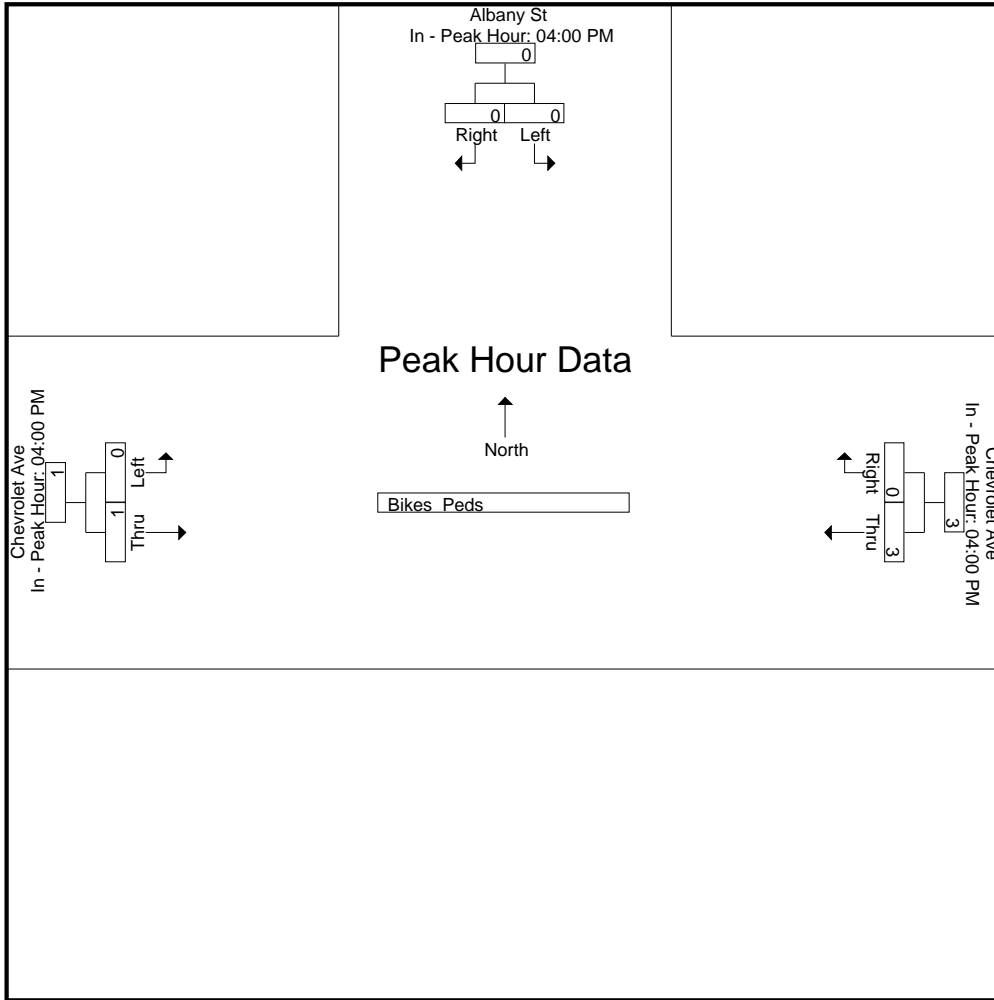 Albany St
In - Peak Hour: 04:00 PM
0
0 0
Right Left
Peak Hour Data
North
Bikes Peds
Chevrolet Ave
In - Peak Hour: 04:00 PM
1
0 1
Left Thru
Chevrolet Ave
In - Peak Hour: 04:00 PM
3
0 3
Right Thru